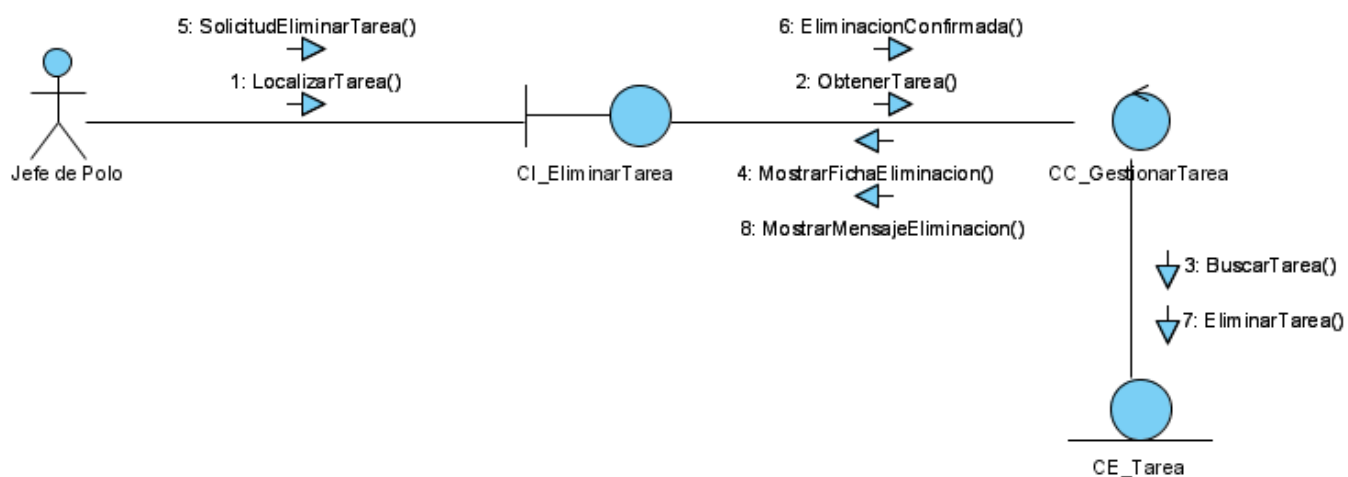 5: SolicitudEliminarTarea()
6: EliminacionConfirmada()
1: LocalizarTarea()
2: ObtenerTarea()
Jefe de Polo
CI_EliminarTarea
4: MostrarFichaEliminacion()
CC_GestionarTarea
8: MostrarMensajeEliminacion()
3: BuscarTarea()
7: EliminarTarea()
CE_Tarea